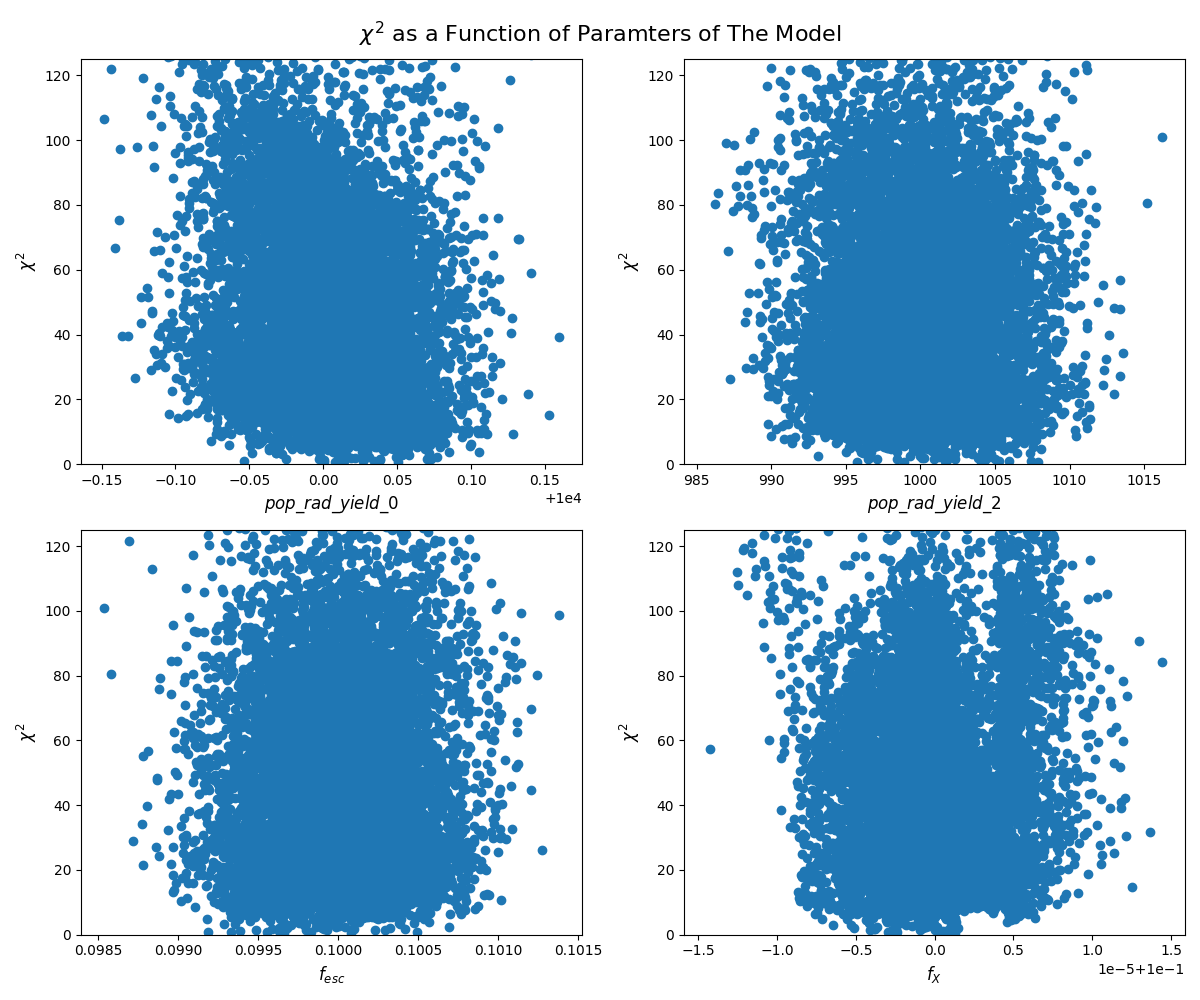 χ² as a Function of Paramters of The Model
120
100
80
60
40
20
0
χ²
−0.15 −0.10 −0.05 0.00 0.05 0.10 0.15
+1e4
pop_rad_yield_0
120
100
80
60
40
20
0
χ²
985 990 995 1000 1005 1010 1015
pop_rad_yield_2
120
100
80
60
40
20
0
χ²
0.0985 0.0990 0.0995 0.1000 0.1005 0.1010 0.1015
f_esc
120
100
80
60
40
20
0
χ²
−1.5 −1.0 −0.5 0.0 0.5 1.0 1.5
1e−5+1e−1
f_X